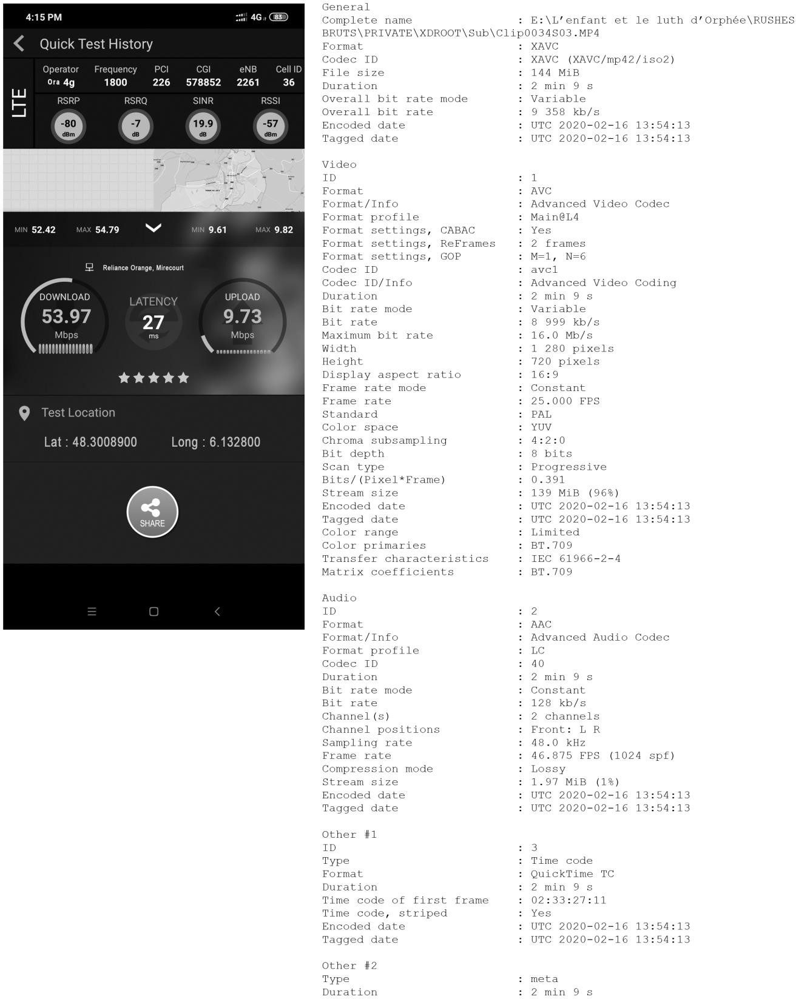 4:15 PM 4G 83
Quick Test History
LTE
Operator Frequency PCI CGI eNB Cell ID
Ora 4g 1800 226 578852 2261 36
RSRP RSRQ SINR RSSI
-80 -7 19.9 -57
dBm dB dB dBm
MIN 52.42 MAX 54.79 MIN 9.61 MAX 9.82
Reliance Orange, Mirecourt
DOWNLOAD LATENCY UPLOAD
53.97 27 9.73
Mbps ms Mbps
Test Location
Lat : 48.3008900 Long : 6.132800
SHARE
General
Complete name : E:\L’enfant et le luth d’Orphée\RUSHES
BRUTS\PRIVATE\XDROOT\Sub\Clip0034S03.MP4
Format : XAVC
Codec ID : XAVC (XAVC/mp42/iso2)
File size : 144 MiB
Duration : 2 min 9 s
Overall bit rate mode : Variable
Overall bit rate : 9 358 kb/s
Encoded date : UTC 2020-02-16 13:54:13
Tagged date : UTC 2020-02-16 13:54:13
Video
ID : 1
Format : AVC
Format/Info : Advanced Video Codec
Format profile : Main@L4
Format settings, CABAC : Yes
Format settings, ReFrames : 2 frames
Format settings, GOP : M=1, N=6
Codec ID : avc1
Codec ID/Info : Advanced Video Coding
Duration : 2 min 9 s
Bit rate mode : Variable
Bit rate : 8 999 kb/s
Maximum bit rate : 16.0 Mb/s
Width : 1 280 pixels
Height : 720 pixels
Display aspect ratio : 16:9
Frame rate mode : Constant
Frame rate : 25.000 FPS
Standard : PAL
Color space : YUV
Chroma subsampling : 4:2:0
Bit depth : 8 bits
Scan type : Progressive
Bits/(Pixel*Frame) : 0.391
Stream size : 139 MiB (96%)
Encoded date : UTC 2020-02-16 13:54:13
Tagged date : UTC 2020-02-16 13:54:13
Color range : Limited
Color primaries : BT.709
Transfer characteristics : IEC 61966-2-4
Matrix coefficients : BT.709
Audio
ID : 2
Format : AAC
Format/Info : Advanced Audio Codec
Format profile : LC
Codec ID : 40
Duration : 2 min 9 s
Bit rate mode : Constant
Bit rate : 128 kb/s
Channel(s) : 2 channels
Channel positions : Front: L R
Sampling rate : 48.0 kHz
Frame rate : 46.875 FPS (1024 spf)
Compression mode : Lossy
Stream size : 1.97 MiB (1%)
Encoded date : UTC 2020-02-16 13:54:13
Tagged date : UTC 2020-02-16 13:54:13
Other #1
ID : 3
Type : Time code
Format : QuickTime TC
Duration : 2 min 9 s
Time code of first frame : 02:33:27:11
Time code, striped : Yes
Encoded date : UTC 2020-02-16 13:54:13
Tagged date : UTC 2020-02-16 13:54:13
Other #2
Type : meta
Duration : 2 min 9 s